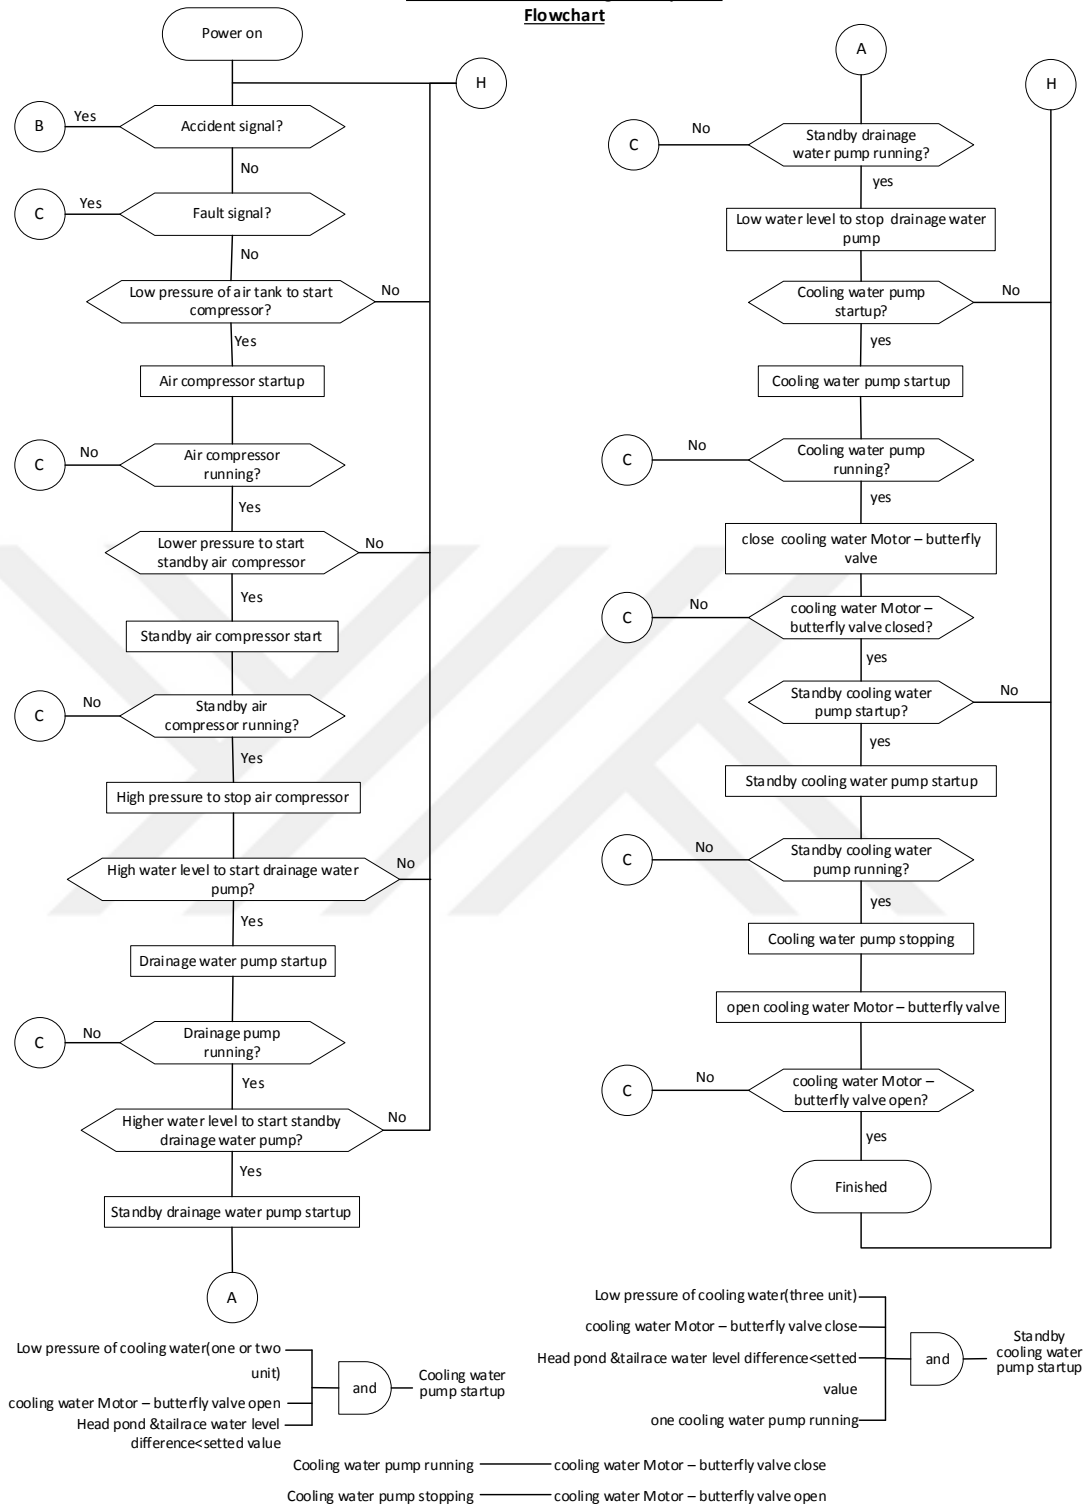 Flowchart
Power on
H
B
Yes
Accident signal?
No
C
Yes
Fault signal?
No
Low pressure of air tank to start
compressor?
No
Yes
Air compressor startup
C
No
Air compressor
running?
Yes
Lower pressure to start
standby air compressor
No
Yes
Standby air compressor start
C
No
Standby air
compressor running?
Yes
High pressure to stop air compressor
High water level to start drainage water
pump?
No
Yes
Drainage water pump startup
C
No
Drainage pump
running?
Yes
Higher water level to start standby
drainage water pump?
No
Yes
Standby drainage water pump startup
A
A
H
C
No
Standby drainage
water pump running?
yes
Low water level to stop drainage water
pump
Cooling water pump
startup?
No
yes
Cooling water pump startup
C
No
Cooling water pump
running?
yes
close cooling water Motor – butterfly
valve
C
No
cooling water Motor –
butterfly valve closed?
yes
Standby cooling water
pump startup?
No
yes
Standby cooling water pump startup
C
No
Standby cooling water
pump running?
yes
Cooling water pump stopping
open cooling water Motor – butterfly valve
C
No
cooling water Motor –
butterfly valve open?
yes
Finished
Low pressure of cooling water(one or two
unit)
cooling water Motor – butterfly valve open
Head pond &tailrace water level
difference<setted value
and
Cooling water
pump startup
Low pressure of cooling water(three unit)
cooling water Motor – butterfly valve close
Head pond &tailrace water level difference<setted
value
one cooling water pump running
and
Standby
cooling water
pump startup
Cooling water pump running cooling water Motor – butterfly valve close
Cooling water pump stopping cooling water Motor – butterfly valve open